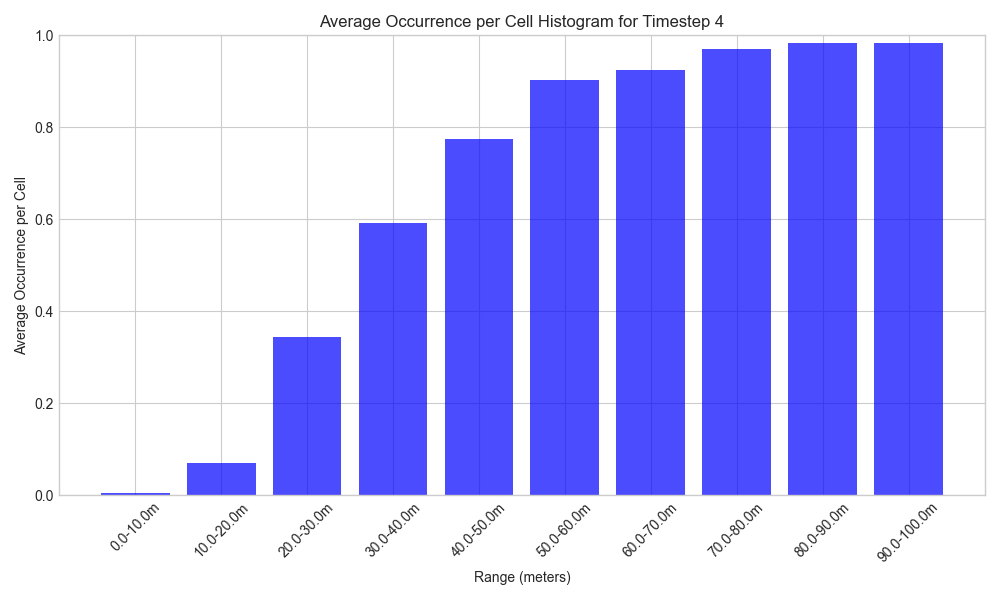 Average Occurrence per Cell Histogram for Timestep 4
Average Occurrence per Cell
1.0
0.8
0.6
0.4
0.2
0.0
0.0-10.0m
10.0-20.0m
20.0-30.0m
30.0-40.0m
40.0-50.0m
50.0-60.0m
60.0-70.0m
70.0-80.0m
80.0-90.0m
90.0-100.0m
Range (meters)